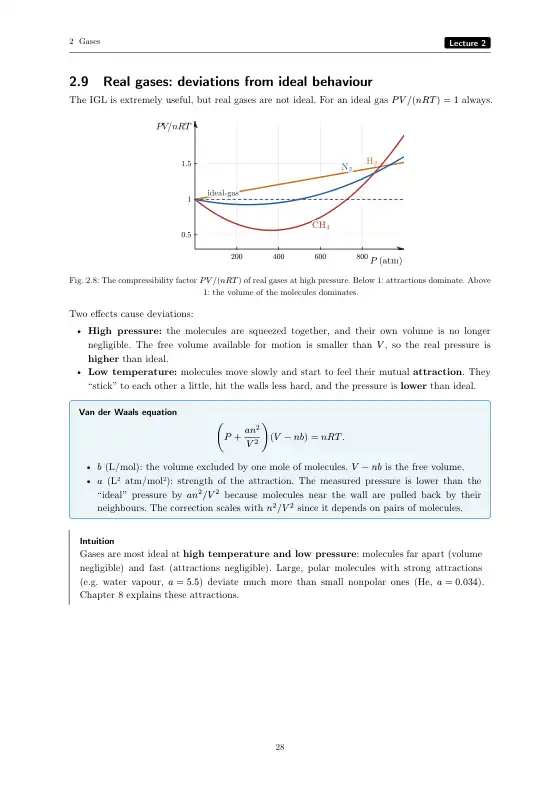 2 Gases
Lecture 2
2.9 Real gases: deviations from ideal behaviour
The IGL is extremely useful, but real gases are not ideal. For an ideal gas PV/(nRT) = 1 always.
PV/nRT
1.5
1
0.5
200
400
600
800
P (atm)
ideal-gas
N₂
H₂
CH₄
Fig. 2.8: The compressibility factor PV/(nRT) of real gases at high pressure. Below 1: attractions dominate. Above
1: the volume of the molecules dominates.
Two effects cause deviations:
• High pressure: the molecules are squeezed together, and their own volume is no longer
negligible. The free volume available for motion is smaller than V, so the real pressure is
higher than ideal.
• Low temperature: molecules move slowly and start to feel their mutual attraction. They
“stick” to each other a little, hit the walls less hard, and the pressure is lower than ideal.
Van der Waals equation
(P + an²/V²)(V − nb) = nRT.
• b (L/mol): the volume excluded by one mole of molecules. V − nb is the free volume.
• a (L² atm/mol²): strength of the attraction. The measured pressure is lower than the
“ideal” pressure by an²/V² because molecules near the wall are pulled back by their
neighbours. The correction scales with n²/V² since it depends on pairs of molecules.
Intuition
Gases are most ideal at high temperature and low pressure: molecules far apart (volume
negligible) and fast (attractions negligible). Large, polar molecules with strong attractions
(e.g. water vapour, a = 5.5) deviate much more than small nonpolar ones (He, a = 0.034).
Chapter 8 explains these attractions.
28